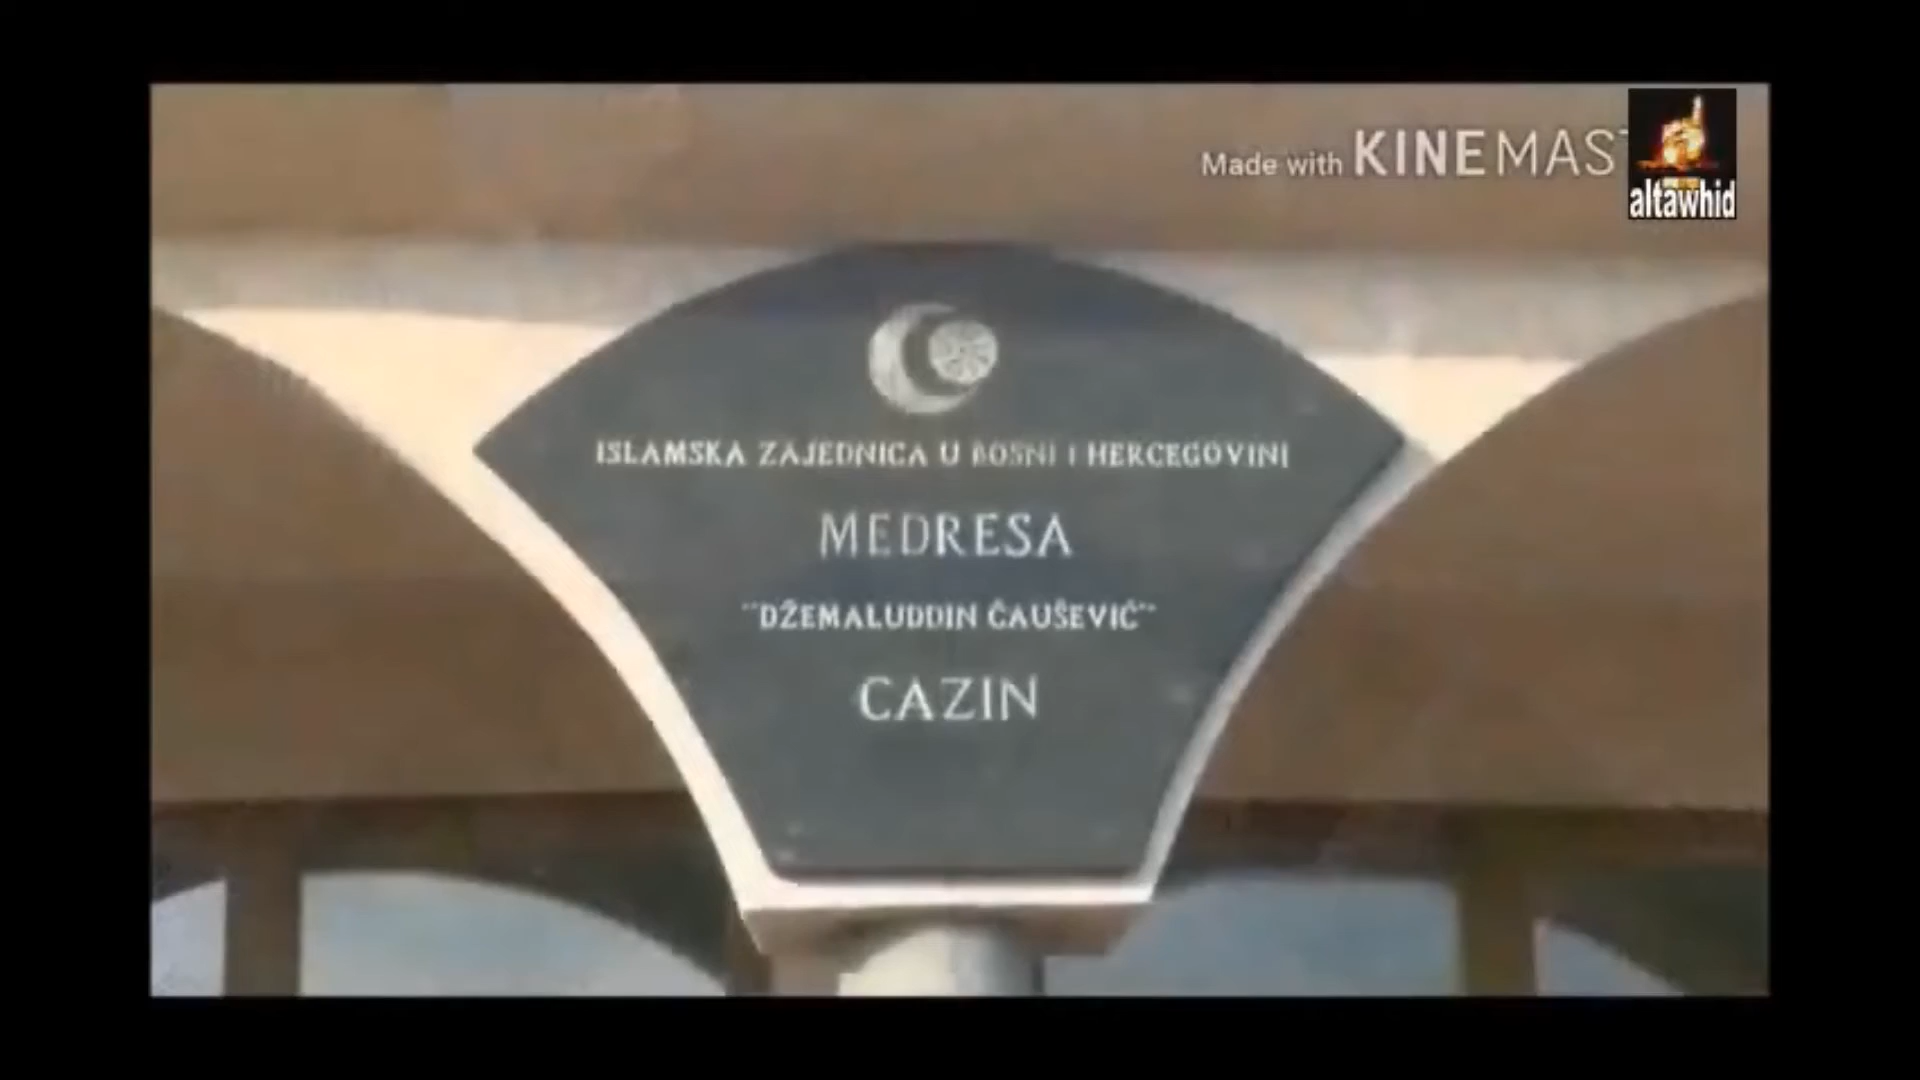 Made with KINEMAST
altawhid
ISLAMSKA ZAJEDNICA U BOSNI I HERCEGOVINI
MEDRESA
"DŽEMALUDDIN ČAUŠEVIĆ"
CAZIN